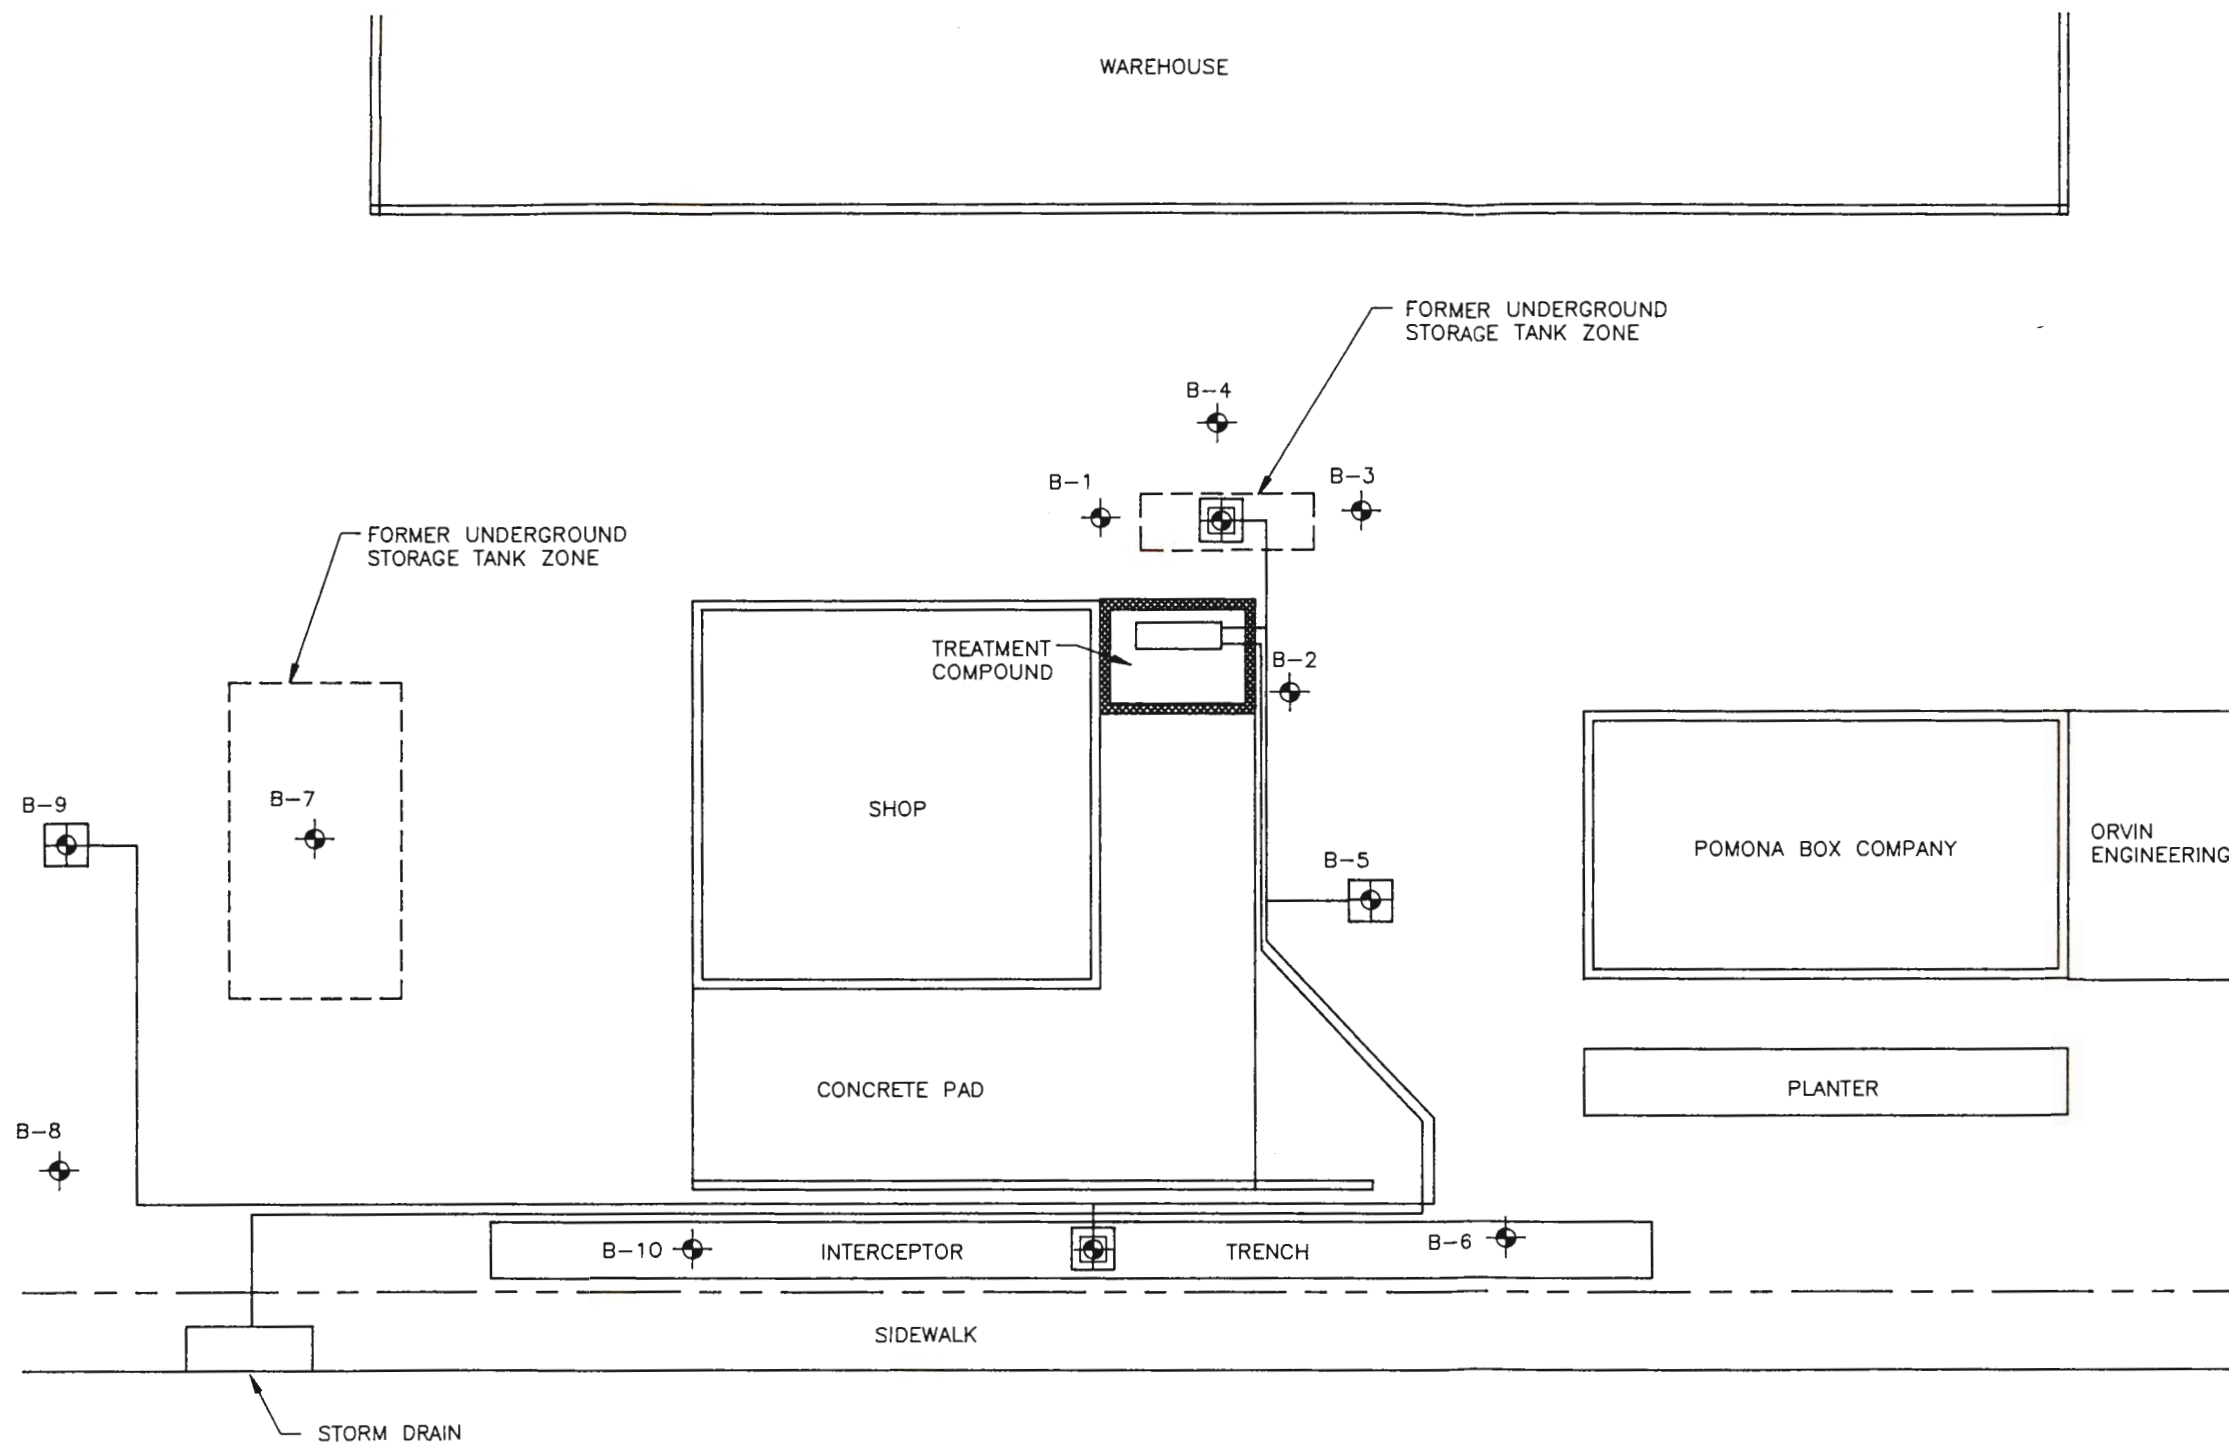 WAREHOUSE
FORMER UNDERGROUND
STORAGE TANK ZONE
B-4
B-1
B-3
FORMER UNDERGROUND
STORAGE TANK ZONE
TREATMENT
COMPOUND
B-2
B-9
B-7
SHOP
B-5
POMONA BOX COMPANY
ORVIN
ENGINEERING
CONCRETE PAD
PLANTER
B-8
B-10
INTERCEPTOR
TRENCH
B-6
SIDEWALK
STORM DRAIN